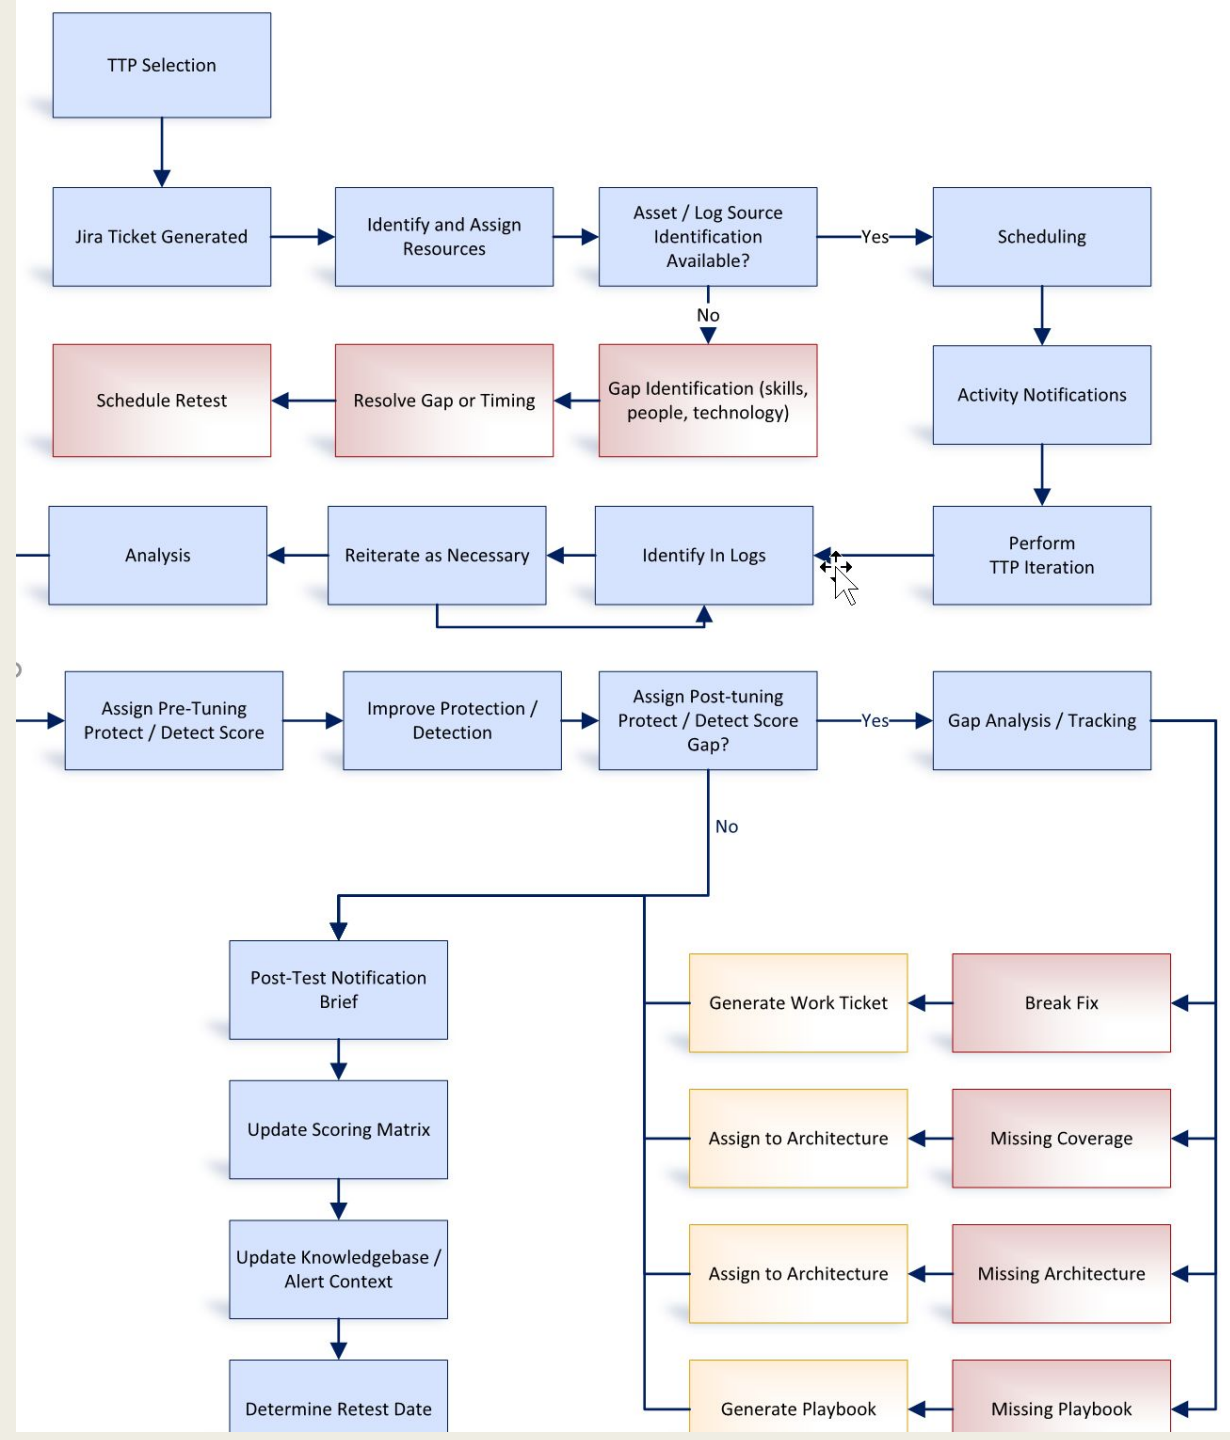 TTP Selection
Jira Ticket Generated
Identify and Assign
Resources
Asset / Log Source
Identification
Available?
Yes
Scheduling
No
Schedule Retest
Resolve Gap or Timing
Gap Identification (skills,
people, technology)
Activity Notifications
Analysis
Reiterate as Necessary
Identify In Logs
Perform
TTP Iteration
Assign Pre-Tuning
Protect / Detect Score
Improve Protection /
Detection
Assign Post-tuning
Protect / Detect Score
Gap?
Yes
Gap Analysis / Tracking
No
Post-Test Notification
Brief
Generate Work Ticket
Break Fix
Update Scoring Matrix
Assign to Architecture
Missing Coverage
Update Knowledgebase /
Alert Context
Assign to Architecture
Missing Architecture
Determine Retest Date
Generate Playbook
Missing Playbook